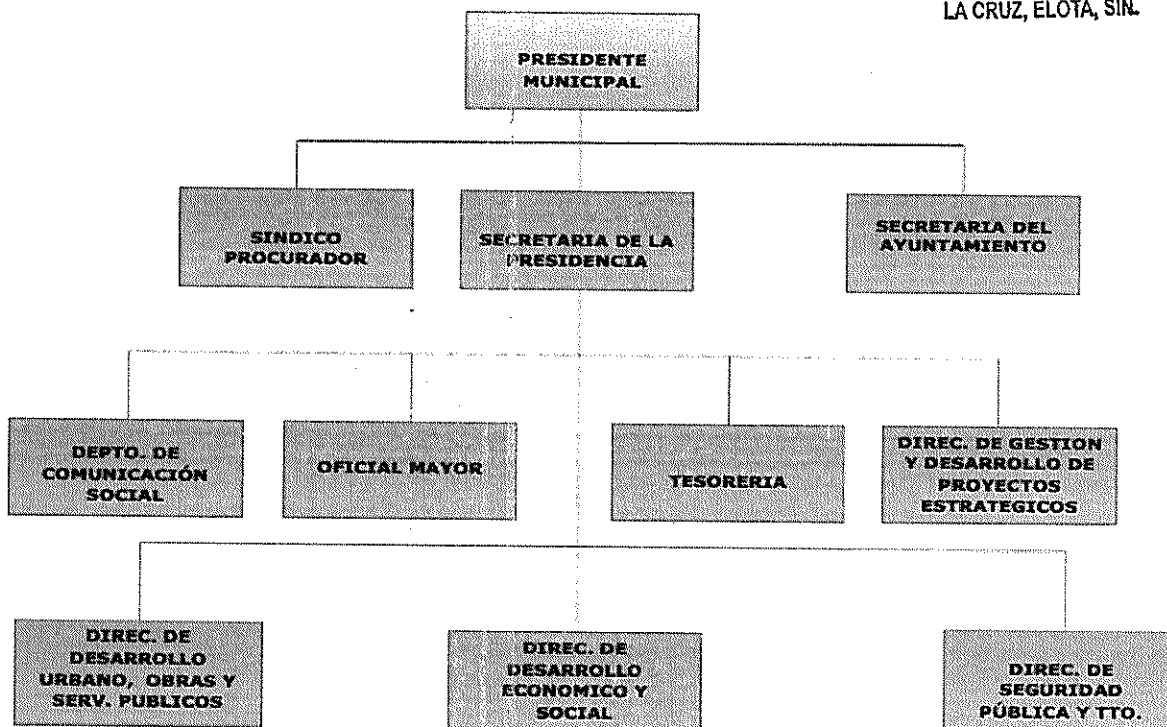 LA CRUZ, ELOTA, SIN.
PRESIDENTE
MUNICIPAL
SINDICO
PROCURADOR
SECRETARIA DE LA
PRESIDENCIA
SECRETARIA DEL
AYUNTAMIENTO
DEPTO. DE
COMUNICACIÓN
SOCIAL
OFICIAL MAYOR
TESORERIA
DIREC. DE GESTION
Y DESARROLLO DE
PROYECTOS
ESTRATEGICOS
DIREC. DE
DESARROLLO
URBANO, OBRAS Y
SERV. PUBLICOS
DIREC. DE
DESARROLLO
ECONOMICO Y
SOCIAL
DIREC. DE
SEGURIDAD
PÚBLICA Y TTO.